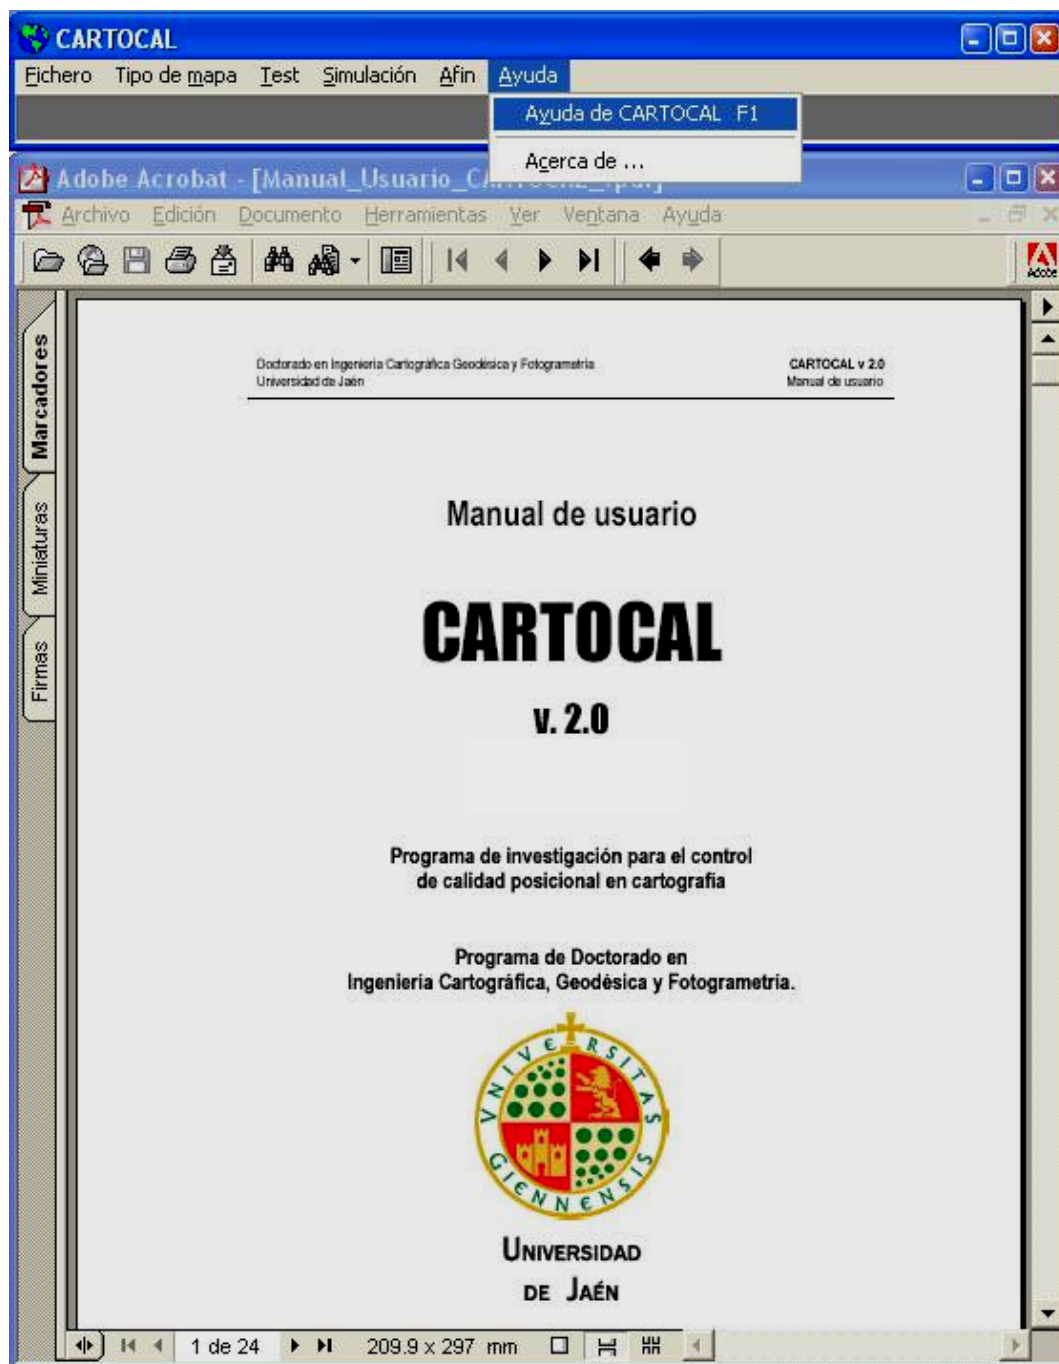 CARTOCAL
Fichero Tipo de mapa Test Simulación Afin Ayuda
Ayuda de CARTOCAL F1
Acerca de ...
Adobe Acrobat - [Manual_Usuario_
Archivo Edición Documento Herramientas Ver Ventana Ayuda
Adobe
Marcadores
Miniaturas
Firmas
Doctorado en Ingeniería Cartográfica Geodésica y Fotogrametría
Universidad de Jaén
CARTOCAL v 2.0
Manual de usuario
Manual de usuario
CARTOCAL
v. 2.0
Programa de investigación para el control
de calidad posicional en cartografía
Programa de Doctorado en
Ingeniería Cartográfica, Geodésica y Fotogrametría.
VNIVERSITAS
GIENNENSIS
UNIVERSIDAD
DE JAÉN
1 de 24 209.9 x 297 mm